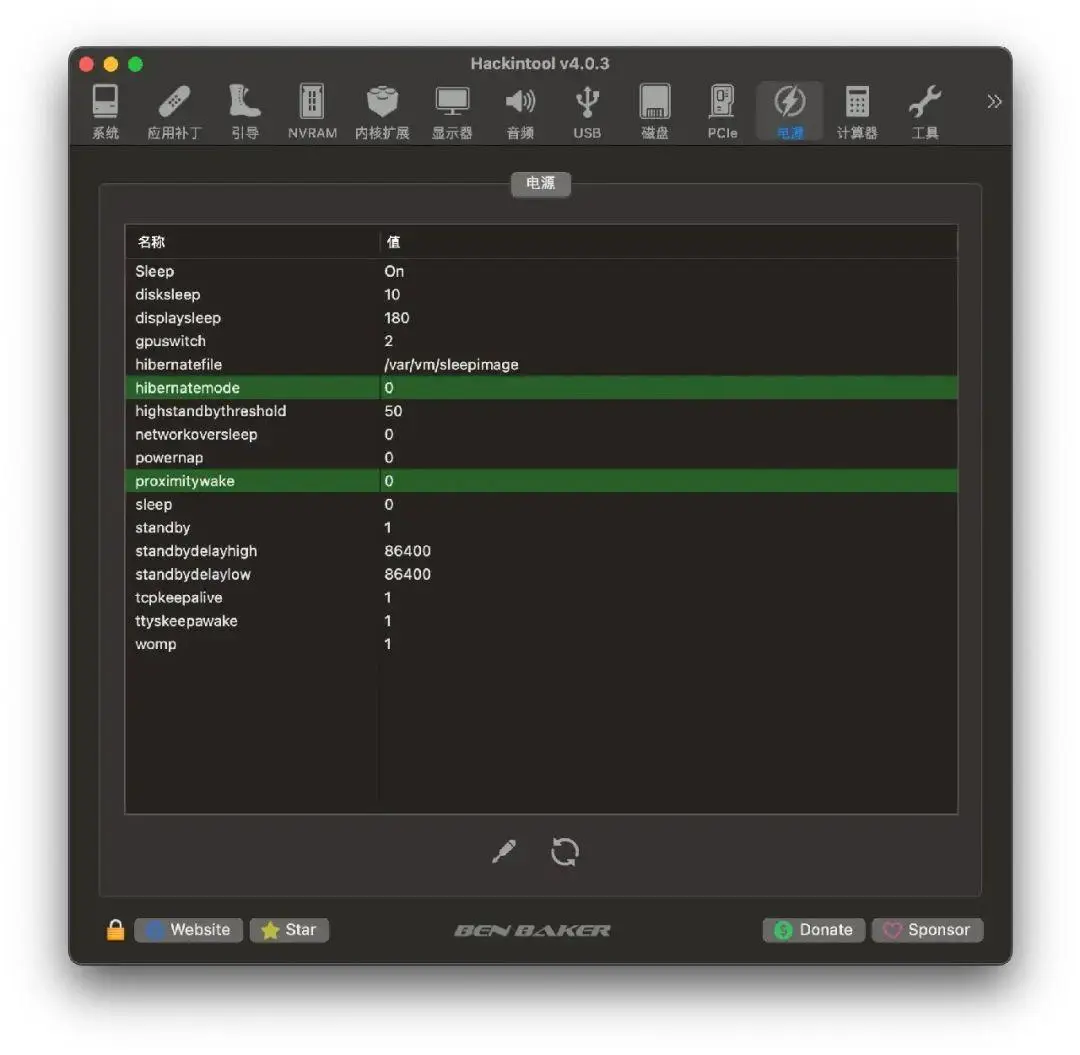 Hackintool v4.0.3
系统 应用补丁 引导 NVRAM 内核扩展 显示器 音频 USB 磁盘 PCIe 电源 计算器 工具
电源
名称 值
Sleep On
disksleep 10
displaysleep 180
gpuswitch 2
hibernatefile /var/vm/sleepimage
hibernatemode 0
highstandbythreshold 50
networkoversleep 0
powernap 0
proximitywake 0
sleep 0
standby 1
standbydelayhigh 86400
standbydelaylow 86400
tcpkeepalive 1
ttyskeepawake 1
womp 1
Website Star BEN BAKER Donate Sponsor